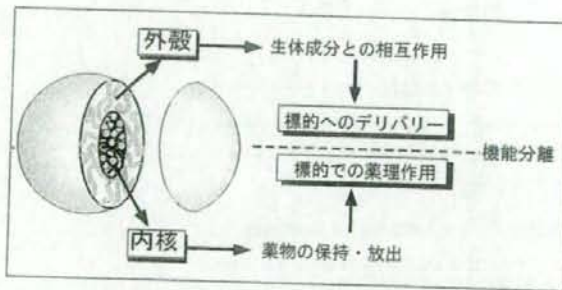 外殻
生体成分との相互作用
標的へのデリバリー
機能分離
標的での薬理作用
内核
薬物の保持・放出